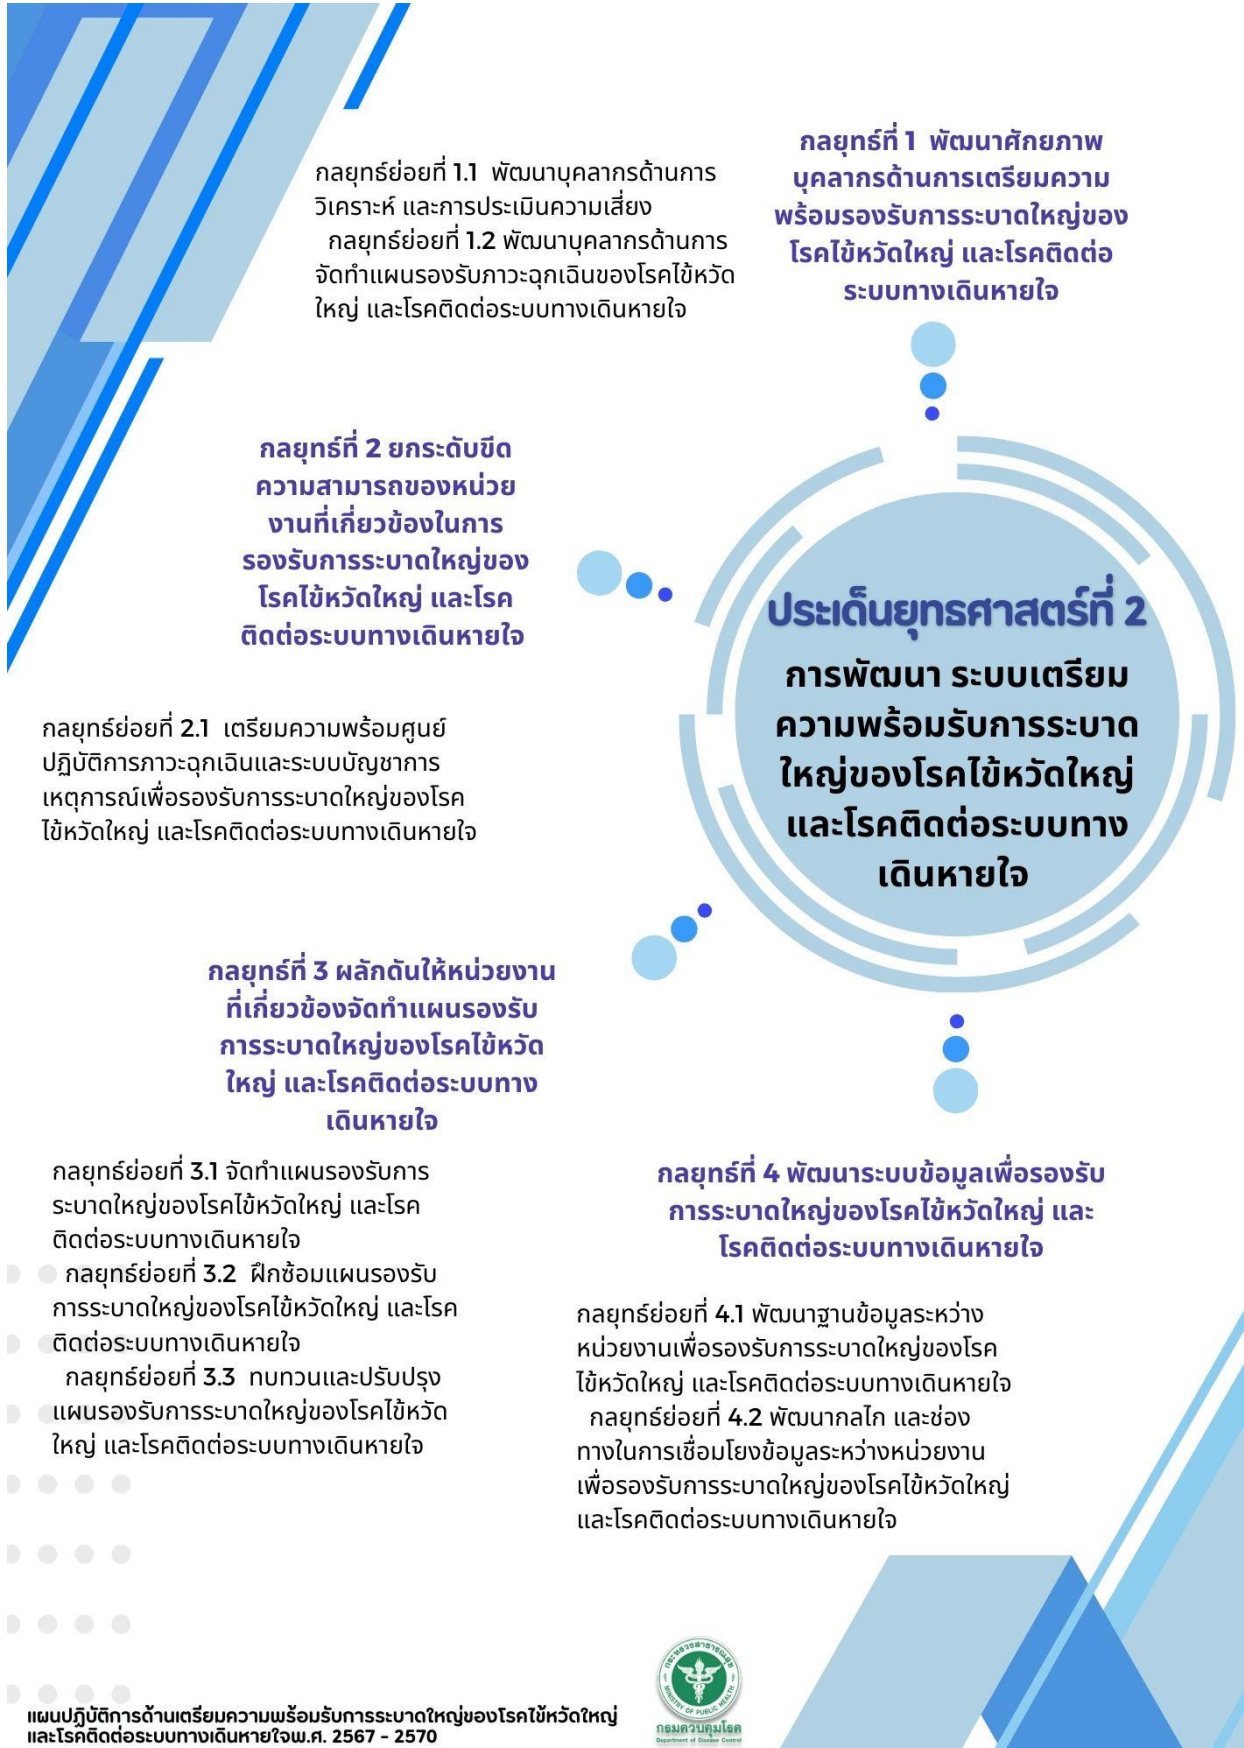 กลยุทธ์ที่ 1  พัฒนาศักยภาพ
บุคลากรด้านการเตรียมความ
พร้อมรองรับการระบาดใหญ่ของ
โรคไข้หวัดใหญ่ และโรคติดต่อ
ระบบทางเดินหายใจ
กลยุทธ์ย่อยที่ 1.1  พัฒนาบุคลากรด้านการ
วิเคราะห์ และการประเมินความเสี่ยง
กลยุทธ์ย่อยที่ 1.2 พัฒนาบุคลากรด้านการ
จัดทำแผนรองรับภาวะฉุกเฉินของโรคไข้หวัด
ใหญ่ และโรคติดต่อระบบทางเดินหายใจ
กลยุทธ์ที่ 2 ยกระดับขีด
ความสามารถของหน่วย
งานที่เกี่ยวข้องในการ
รองรับการระบาดใหญ่ของ
โรคไข้หวัดใหญ่ และโรค
ติดต่อระบบทางเดินหายใจ
ประเด็นยุทธศาสตร์ที่ 2
การพัฒนา ระบบเตรียม
ความพร้อมรับการระบาด
ใหญ่ของโรคไข้หวัดใหญ่
และโรคติดต่อระบบทาง
เดินหายใจ
กลยุทธ์ย่อยที่ 2.1  เตรียมความพร้อมศูนย์
ปฏิบัติการภาวะฉุกเฉินและระบบบัญชาการ
เหตุการณ์เพื่อรองรับการระบาดใหญ่ของโรค
ไข้หวัดใหญ่ และโรคติดต่อระบบทางเดินหายใจ
กลยุทธ์ที่ 3 ผลักดันให้หน่วยงาน
ที่เกี่ยวข้องจัดทำแผนรองรับ
การระบาดใหญ่ของโรคไข้หวัด
ใหญ่ และโรคติดต่อระบบทาง
เดินหายใจ
กลยุทธ์ย่อยที่ 3.1 จัดทำแผนรองรับการ
ระบาดใหญ่ของโรคไข้หวัดใหญ่ และโรค
ติดต่อระบบทางเดินหายใจ
กลยุทธ์ย่อยที่ 3.2  ฝึกซ้อมแผนรองรับ
การระบาดใหญ่ของโรคไข้หวัดใหญ่ และโรค
ติดต่อระบบทางเดินหายใจ
กลยุทธ์ย่อยที่ 3.3  ทบทวนและปรับปรุง
แผนรองรับการระบาดใหญ่ของโรคไข้หวัด
ใหญ่ และโรคติดต่อระบบทางเดินหายใจ
กลยุทธ์ที่ 4 พัฒนาระบบข้อมูลเพื่อรองรับ
การระบาดใหญ่ของโรคไข้หวัดใหญ่ และ
โรคติดต่อระบบทางเดินหายใจ
กลยุทธ์ย่อยที่ 4.1 พัฒนาฐานข้อมูลระหว่าง
หน่วยงานเพื่อรองรับการระบาดใหญ่ของโรค
ไข้หวัดใหญ่ และโรคติดต่อระบบทางเดินหายใจ
กลยุทธ์ย่อยที่ 4.2 พัฒนากลไก และช่อง
ทางในการเชื่อมโยงข้อมูลระหว่างหน่วยงาน
เพื่อรองรับการระบาดใหญ่ของโรคไข้หวัดใหญ่
และโรคติดต่อระบบทางเดินหายใจ
แผนปฏิบัติการด้านเตรียมความพร้อมรับการระบาดใหญ่ของโรคไข้หวัดใหญ่
และโรคติดต่อระบบทางเดินหายใจพ.ศ. 2567 - 2570
กระทรวงสาธารณสุข
MINISTRY OF PUBLIC HEALTH
กรมควบคุมโรค
Department of Disease Control